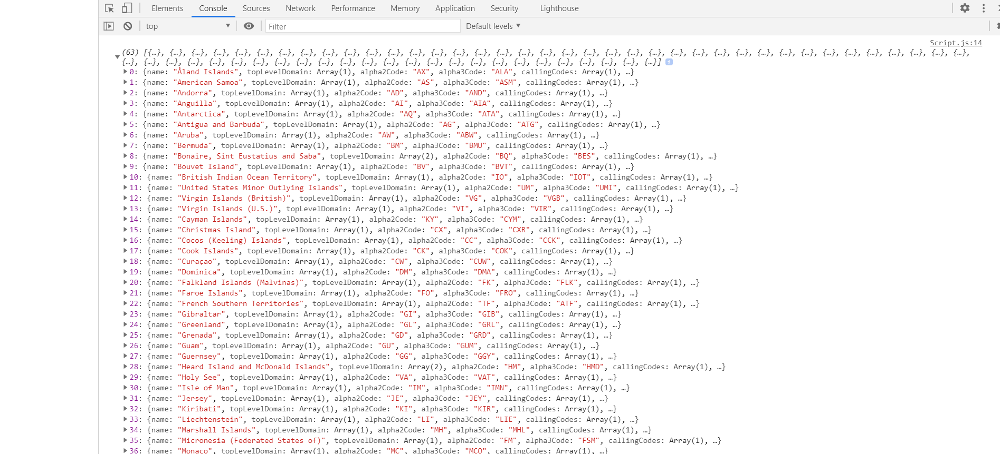 Elements Console Sources Network Performance Memory Application Security Lighthouse
top Filter Default levels
Script.js:14
(63) [{…}, {…}, {…}, {…}, {…}, {…}, {…}, {…}, {…}, {…}, {…}, {…}, {…}, {…}, {…}, {…}, {…}, {…}, {…}, {…}, {…}, {…}, {…}, {…}, {…}, {…}, {…}, {…}, {…}, {…}, {…}, {…}, {…}, {…}, {…}, {…}, {…}, {…},
{…}, {…}, {…}, {…}, {…}, {…}, {…}, {…}, {…}, {…}, {…}, {…}, {…}, {…}, {…}, {…}, {…}, {…}, {…}, {…}, {…}, {…}, {…}, {…}, {…}]
0: {name: "Åland Islands", topLevelDomain: Array(1), alpha2Code: "AX", alpha3Code: "ALA", callingCodes: Array(1), …}
1: {name: "American Samoa", topLevelDomain: Array(1), alpha2Code: "AS", alpha3Code: "ASM", callingCodes: Array(1), …}
2: {name: "Andorra", topLevelDomain: Array(1), alpha2Code: "AD", alpha3Code: "AND", callingCodes: Array(1), …}
3: {name: "Anguilla", topLevelDomain: Array(1), alpha2Code: "AI", alpha3Code: "AIA", callingCodes: Array(1), …}
4: {name: "Antarctica", topLevelDomain: Array(1), alpha2Code: "AQ", alpha3Code: "ATA", callingCodes: Array(1), …}
5: {name: "Antigua and Barbuda", topLevelDomain: Array(1), alpha2Code: "AG", alpha3Code: "ATG", callingCodes: Array(1), …}
6: {name: "Aruba", topLevelDomain: Array(1), alpha2Code: "AW", alpha3Code: "ABW", callingCodes: Array(1), …}
7: {name: "Bermuda", topLevelDomain: Array(1), alpha2Code: "BM", alpha3Code: "BMU", callingCodes: Array(1), …}
8: {name: "Bonaire, Sint Eustatius and Saba", topLevelDomain: Array(2), alpha2Code: "BQ", alpha3Code: "BES", callingCodes: Array(1), …}
9: {name: "Bouvet Island", topLevelDomain: Array(1), alpha2Code: "BV", alpha3Code: "BVT", callingCodes: Array(1), …}
10: {name: "British Indian Ocean Territory", topLevelDomain: Array(1), alpha2Code: "IO", alpha3Code: "IOT", callingCodes: Array(1), …}
11: {name: "United States Minor Outlying Islands", topLevelDomain: Array(1), alpha2Code: "UM", alpha3Code: "UMI", callingCodes: Array(1), …}
12: {name: "Virgin Islands (British)", topLevelDomain: Array(1), alpha2Code: "VG", alpha3Code: "VGB", callingCodes: Array(1), …}
13: {name: "Virgin Islands (U.S.)", topLevelDomain: Array(1), alpha2Code: "VI", alpha3Code: "VIR", callingCodes: Array(1), …}
14: {name: "Cayman Islands", topLevelDomain: Array(1), alpha2Code: "KY", alpha3Code: "CYM", callingCodes: Array(1), …}
15: {name: "Christmas Island", topLevelDomain: Array(1), alpha2Code: "CX", alpha3Code: "CXR", callingCodes: Array(1), …}
16: {name: "Cocos (Keeling) Islands", topLevelDomain: Array(1), alpha2Code: "CC", alpha3Code: "CCK", callingCodes: Array(1), …}
17: {name: "Cook Islands", topLevelDomain: Array(1), alpha2Code: "CK", alpha3Code: "COK", callingCodes: Array(1), …}
18: {name: "Curaçao", topLevelDomain: Array(1), alpha2Code: "CW", alpha3Code: "CUW", callingCodes: Array(1), …}
19: {name: "Dominica", topLevelDomain: Array(1), alpha2Code: "DM", alpha3Code: "DMA", callingCodes: Array(1), …}
20: {name: "Falkland Islands (Malvinas)", topLevelDomain: Array(1), alpha2Code: "FK", alpha3Code: "FLK", callingCodes: Array(1), …}
21: {name: "Faroe Islands", topLevelDomain: Array(1), alpha2Code: "FO", alpha3Code: "FRO", callingCodes: Array(1), …}
22: {name: "French Southern Territories", topLevelDomain: Array(1), alpha2Code: "TF", alpha3Code: "ATF", callingCodes: Array(1), …}
23: {name: "Gibraltar", topLevelDomain: Array(1), alpha2Code: "GI", alpha3Code: "GIB", callingCodes: Array(1), …}
24: {name: "Greenland", topLevelDomain: Array(1), alpha2Code: "GL", alpha3Code: "GRL", callingCodes: Array(1), …}
25: {name: "Grenada", topLevelDomain: Array(1), alpha2Code: "GD", alpha3Code: "GRD", callingCodes: Array(1), …}
26: {name: "Guam", topLevelDomain: Array(1), alpha2Code: "GU", alpha3Code: "GUM", callingCodes: Array(1), …}
27: {name: "Guernsey", topLevelDomain: Array(1), alpha2Code: "GG", alpha3Code: "GGY", callingCodes: Array(1), …}
28: {name: "Heard Island and McDonald Islands", topLevelDomain: Array(2), alpha2Code: "HM", alpha3Code: "HMD", callingCodes: Array(1), …}
29: {name: "Holy See", topLevelDomain: Array(1), alpha2Code: "VA", alpha3Code: "VAT", callingCodes: Array(1), …}
30: {name: "Isle of Man", topLevelDomain: Array(1), alpha2Code: "IM", alpha3Code: "IMN", callingCodes: Array(1), …}
31: {name: "Jersey", topLevelDomain: Array(1), alpha2Code: "JE", alpha3Code: "JEY", callingCodes: Array(1), …}
32: {name: "Kiribati", topLevelDomain: Array(1), alpha2Code: "KI", alpha3Code: "KIR", callingCodes: Array(1), …}
33: {name: "Liechtenstein", topLevelDomain: Array(1), alpha2Code: "LI", alpha3Code: "LIE", callingCodes: Array(1), …}
34: {name: "Marshall Islands", topLevelDomain: Array(1), alpha2Code: "MH", alpha3Code: "MHL", callingCodes: Array(1), …}
35: {name: "Micronesia (Federated States of)", topLevelDomain: Array(1), alpha2Code: "FM", alpha3Code: "FSM", callingCodes: Array(1), …}
36: {name: "Monaco", topLevelDomain: Array(1), alpha2Code: "MC", alpha3Code: "MCO", callingCodes: Array(1), …}